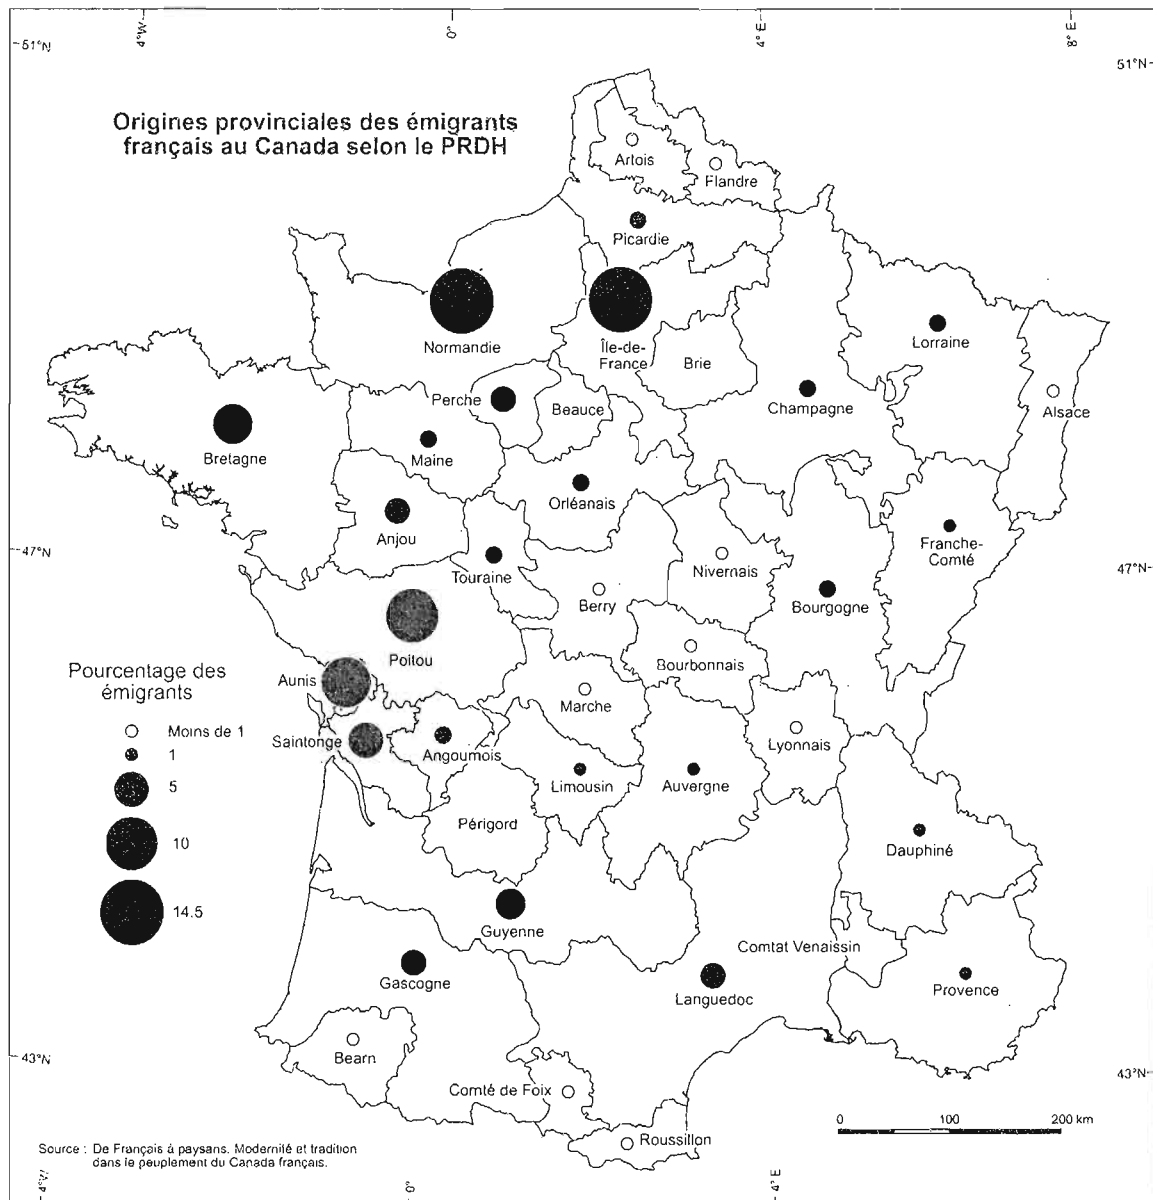 4°W
0°
4°E
8°E
51°N
51°N
Origines provinciales des émigrants
français au Canada selon le PRDH
Artois
Flandre
Picardie
Normandie
Île-de-
France
Brie
Lorraine
Alsace
Champagne
Perche
Beauce
Bretagne
Maine
Orléanais
Anjou
Touraine
Nivernais
Franche-
Comté
47°N
47°N
Berry
Bourgogne
Poitou
Bourbonnais
Aunis
Marche
Saintonge
Angoumois
Lyonnais
Limousin
Auvergne
Périgord
Dauphiné
Pourcentage des
émigrants
Moins de 1
1
5
10
14.5
Guyenne
Comtat Venaissin
Gascogne
Languedoc
Provence
43°N
43°N
Bearn
Comté de Foix
Roussillon
0 100 200 km
Source : De Français à paysans. Modernité et tradition
dans le peuplement du Canada français.
4°W
0°
4°E